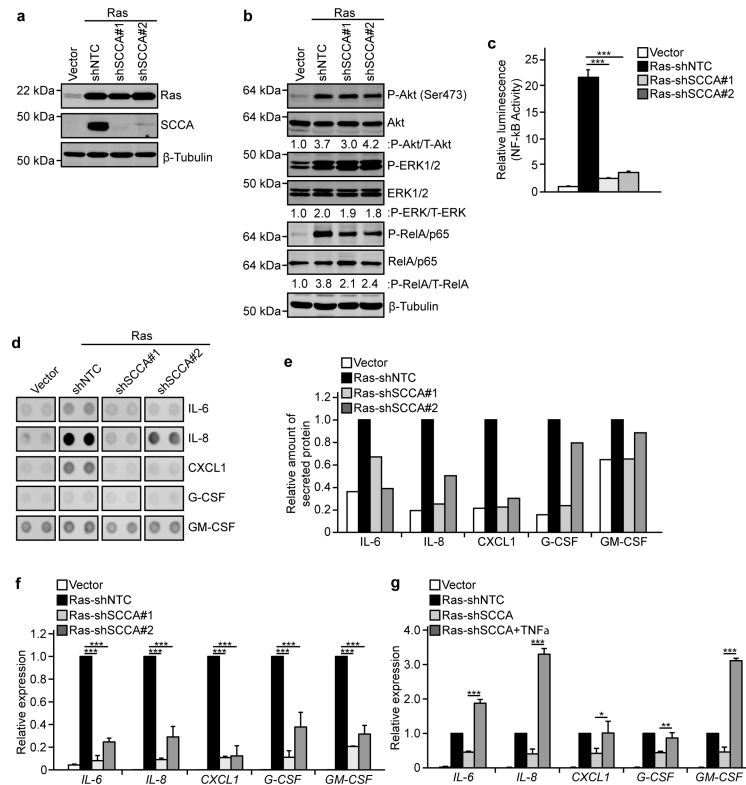 a
Ras
Vector
shNTC
shSCCA#1
shSCCA#2
22 kDa
Ras
50 kDa
SCCA
50 kDa
β-Tubulin
b
Ras
Vector
shNTC
shSCCA#1
shSCCA#2
64 kDa
P-Akt (Ser473)
64 kDa
Akt
1.0 3.7 3.0 4.2 :P-Akt/T-Akt
50 kDa
P-ERK1/2
50 kDa
ERK1/2
1.0 2.0 1.9 1.8 :P-ERK/T-ERK
64 kDa
P-RelA/p65
64 kDa
RelA/p65
1.0 3.8 2.1 2.4 :P-RelA/T-RelA
50 kDa
β-Tubulin
c
Vector
Ras-shNTC
Ras-shSCCA#1
Ras-shSCCA#2
***
***
Relative luminescence
(NF-kB Activity)
25
20
15
10
5
0
d
Ras
Vector
shNTC
shSCCA#1
shSCCA#2
IL-6
IL-8
CXCL1
G-CSF
GM-CSF
e
Vector
Ras-shNTC
Ras-shSCCA#1
Ras-shSCCA#2
Relative amount of
secreted protein
1.2
1.0
0.8
0.6
0.4
0.2
0
IL-6 IL-8 CXCL1 G-CSF GM-CSF
f
Vector
Ras-shNTC
Ras-shSCCA#1
Ras-shSCCA#2
Relative expression
1.2
1.0
0.8
0.6
0.4
0.2
0
*** *** *** *** ***
*** *** *** *** ***
IL-6 IL-8 CXCL1 G-CSF GM-CSF
g
Vector
Ras-shNTC
Ras-shSCCA
Ras-shSCCA+TNFa
Relative expression
4.0
3.0
2.0
1.0
0
*** *** * ** ***
IL-6 IL-8 CXCL1 G-CSF GM-CSF